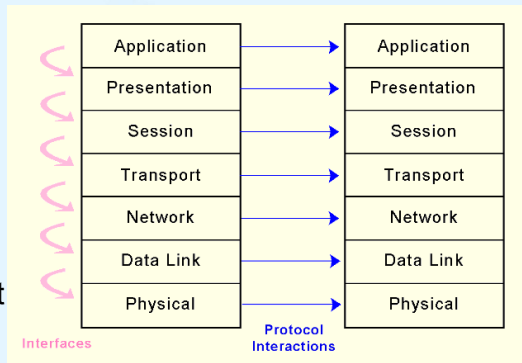 Application Application
Presentation Presentation
Session Session
Transport Transport
Network Network
Data Link Data Link
t
Physical Physical
Interfaces
Protocol
Interactions